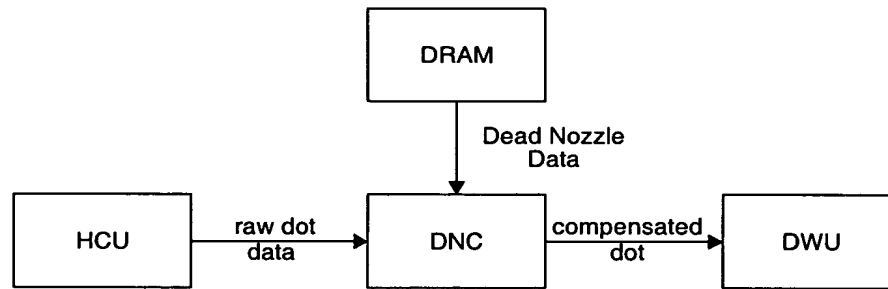 DRAM
Dead Nozzle
Data
HCU
raw dot
data
DNC
compensated
dot
DWU